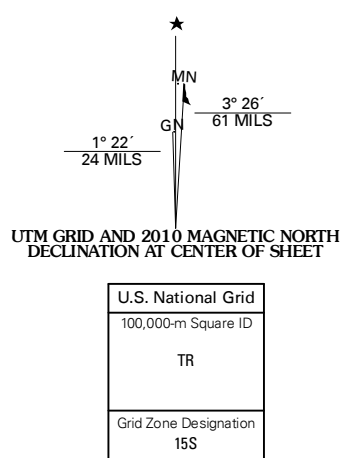 ★
MN
3° 26´
61 MILS
GN
1° 22´
24 MILS
UTM GRID AND 2010 MAGNETIC NORTH
DECLINATION AT CENTER OF SHEET
U.S. National Grid
100,000-m Square ID
TR
Grid Zone Designation
15S